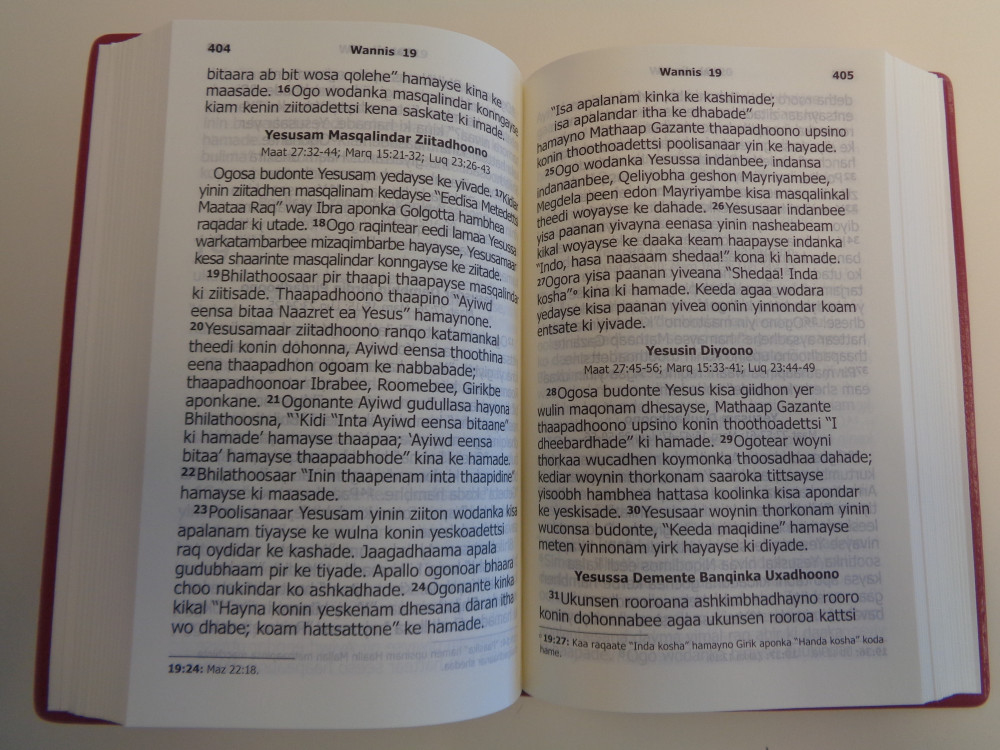 404 Wannis 19
bitaara ab bit wosa qolehe” hamayse kina ke
maasade. 16Ogo wodanka masqalindar konngayse
kiam kenin ziitoadettsi kena saskate ki imade.
Yesusam Masqalindar Ziitadhoono
Maat 27:32-44; Marq 15:21-32; Luq 23:26-43
Ogosa budonte Yesusam yedayse ke yivade. 17Kidiar
yinin ziitadhen masqalinam kedayse “Eedisa Metedettsi
Maataa Raq” way Ibra aponka Golgotta hambhea
raqadar ki utade. 18Ogo raqintear eedi lamaa Yesussa
warkatambarbee mizaqimbarbe hayayse, Yesusamaar
kesa shaarinte masqalindar konngayse ke ziitade.
19Bhilathoosaar pir thaapi thaapayse masqalindar
ki ziitisade. Thaapadhoono thaapino “Ayiwd
eensa bitaa Naazret ea Yesus” hamaynone.
20Yesusamaar ziitadhoono ranqo katamankal
theedi konin dohonna, Ayiwd eensa thoothina
eena thaapadhon ogoam ke nabbabade;
thaapadhoonoar Ibrabee, Roomebee, Girikbe
aponkane. 21Ogonante Ayiwd gudullasa hayona
Bhilathoosna, “‘Kidi “Inta Ayiwd eensa bitaane”
ki hamade’ hamayse thaapaa; ‘Ayiwd eensa
bitaa’ hamayse thaapaabhode” kina ke hamade.
22Bhilathoosaar “Inin thaapenam inta thaapidine”
hamayse ki maasade.
23Poolisanaar Yesusam yinin ziiton wodanka kisa
apalanam tiyayse ke wulna konin yeskoadettsi
raq oydidar ke kashade. Jaagadhaama apala
gudubhaam pir ke tiyade. Apallo ogonoar bhaara
choo nukindar ko ashkadhade. 24Ogonante kinka
kikal “Hayna konin yeskenam dhesana daran itha
wo dhabe; koam hattsattone” ke hamade.
19:24: Maz 22:18.
Wannis 19 405
“Isa apalanam kinka ke kashimade;
isa apalandar itha ke dhabade”
hamayno Mathaap Gazante thaapadhoono upsino
konin thoothoadettsi poolisanaar yin ke hayade.
25Ogo wodanka Yesussa indanbee, indansa
indanaanbee, Qeliyobha geshon Mayriyambee,
Megdela peen edon Mayriyambe kisa masqalinkal
theedi woyayse ke dahade. 26Yesusaar indanbee
yisa paanan yivayna eenasa yinin nasheabeam
kikal woyayse ke daaka keam haapayse indanka
“Indo, hasa naasaam shedaa!” kona ki hamade.
27Ogora yisa paanan yiveana “Shedaa! Inda
kosha”o kina ki hamade. Keeda agaa wodara
yedayse kisa paanan yivea oonin yinnondar koam
entsate ki yivade.
Yesusin Diyoono
Maat 27:45-56; Marq 15:33-41; Luq 23:44-49
28Ogosa budonte Yesus kisa giidhon yer
wulin maqonam dhesayse, Mathaap Gazante
thaapadhoono upsino konin thoothoadettsi “I
dheebardhade” ki hamade. 29Ogotear woyni
thorkaa wucadhen koymonka thoosadhaa dahade;
kediar woynin thorkonam saaroka tittsayse
yisoobh hambhea hattasa koolinka kisa apondar
ke yeskisade. 30Yesusaar woynin thorkonam yinin
wuconsa budonte, “Keeda maqidine” hamayse
meten yinnonam yirk hayayse ki diyade.
Yesussa Demente Banqinka Uxadhoono
31Ukunsen rooroana ashkimbhadhayno rooro
konin dohonnabee agaa ukunsen rooroa kattsi
o 19:27: Kaa raqaate “Inda kosha” hamayno Girik aponka “Handa kosha” koda
hame.